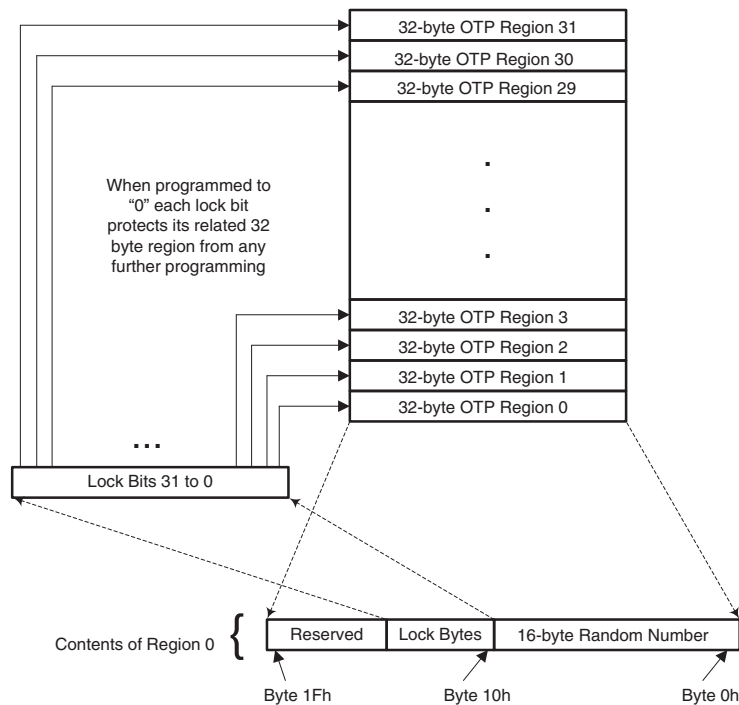 32-byte OTP Region 31
32-byte OTP Region 30
32-byte OTP Region 29
.
.
.
When programmed to
“0” each lock bit
protects its related 32
byte region from any
further programming
32-byte OTP Region 3
32-byte OTP Region 2
32-byte OTP Region 1
32-byte OTP Region 0
...
Lock Bits 31 to 0
Contents of Region 0 {
Reserved
Lock Bytes
16-byte Random Number
Byte 1Fh
Byte 10h
Byte 0h